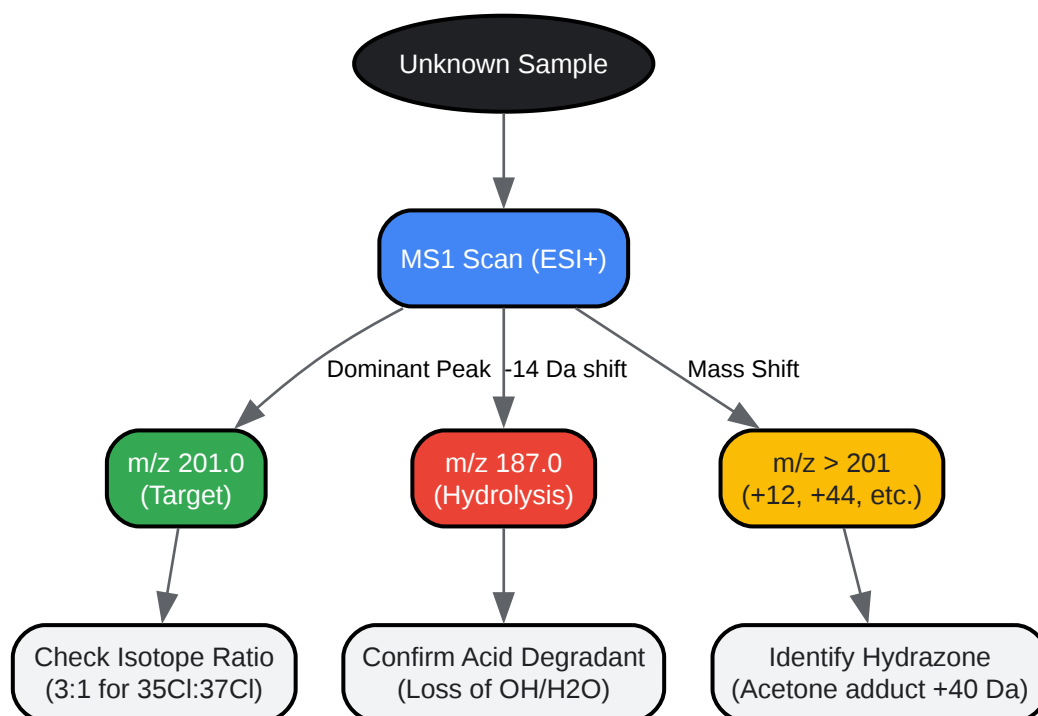 Unknown Sample
MS1 Scan (ESI+)
Dominant Peak
-14 Da shift
Mass Shift
m/z 201.0
(Target)
m/z 187.0
(Hydrolysis)
m/z > 201
(+12, +44, etc.)
Check Isotope Ratio
(3:1 for 35Cl:37Cl)
Confirm Acid Degradant
(Loss of OH/H2O)
Identify Hydrazone
(Acetone adduct +40 Da)